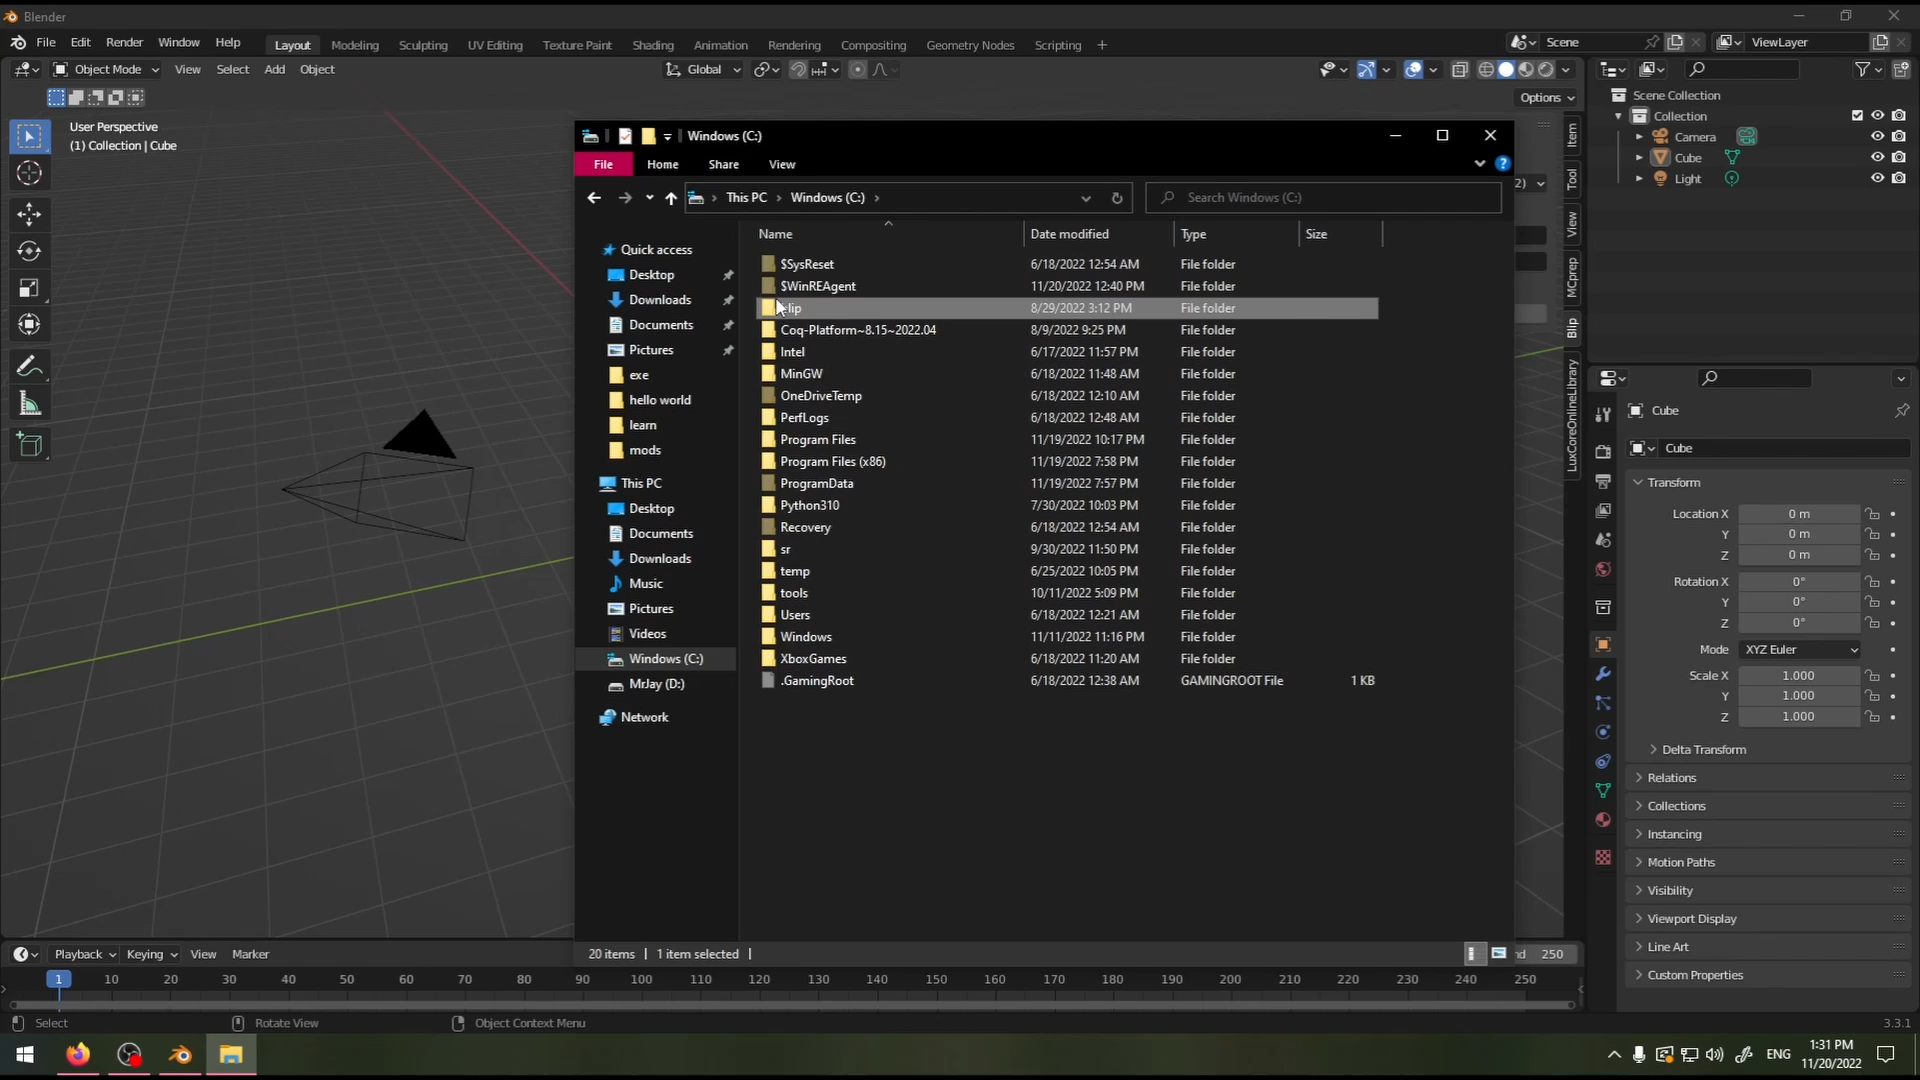 Blender
File Edit Render Window Help Layout Modeling Sculpting UV Editing Texture Paint Shading Animation Rendering Compositing Geometry Nodes Scripting + Scene ViewLayer
Object Mode View Select Add Object Global
Options
User Perspective
(1) Collection | Cube
Scene Collection
Collection
Camera
Cube
Light
Item
Tool
View
MCprep
Blip
LuxCoreOnlineLibrary
2)
Windows (C:)
File Home Share View
This PC Windows (C:) Search Windows (C:)
Name Date modified Type Size
$SysReset 6/18/2022 12:54 AM File folder
$WinREAgent 11/20/2022 12:40 PM File folder
lip 8/29/2022 3:12 PM File folder
Coq-Platform~8.15~2022.04 8/9/2022 9:25 PM File folder
Intel 6/17/2022 11:57 PM File folder
MinGW 6/18/2022 11:48 AM File folder
OneDriveTemp 6/18/2022 12:10 AM File folder
PerfLogs 6/18/2022 12:48 AM File folder
Program Files 11/19/2022 10:17 PM File folder
Program Files (x86) 11/19/2022 7:58 PM File folder
ProgramData 11/19/2022 7:57 PM File folder
Python310 7/30/2022 10:03 PM File folder
Recovery 6/18/2022 12:54 AM File folder
sr 9/30/2022 11:50 PM File folder
temp 6/25/2022 10:05 PM File folder
tools 10/11/2022 5:09 PM File folder
Users 6/18/2022 12:21 AM File folder
Windows 11/11/2022 11:16 PM File folder
XboxGames 6/18/2022 11:20 AM File folder
.GamingRoot 6/18/2022 12:38 AM GAMINGROOT File 1 KB
Quick access
Desktop
Downloads
Documents
Pictures
exe
hello world
learn
mods
This PC
Desktop
Documents
Downloads
Music
Pictures
Videos
Windows (C:)
MrJay (D:)
Network
20 items 1 item selected
Cube
Cube
Transform
Location X 0 m
Y 0 m
Z 0 m
Rotation X 0°
Y 0°
Z 0°
Mode XYZ Euler
Scale X 1.000
Y 1.000
Z 1.000
Delta Transform
Relations
Collections
Instancing
Motion Paths
Visibility
Viewport Display
Line Art
Custom Properties
Playback Keying View Marker
nd 250
1 10 20 30 40 50 60 70 80 90 100 110 120 130 140 150 160 170 180 190 200 210 220 230 240 250
Select Rotate View Object Context Menu
3.3.1
ENG
1:31 PM
11/20/2022